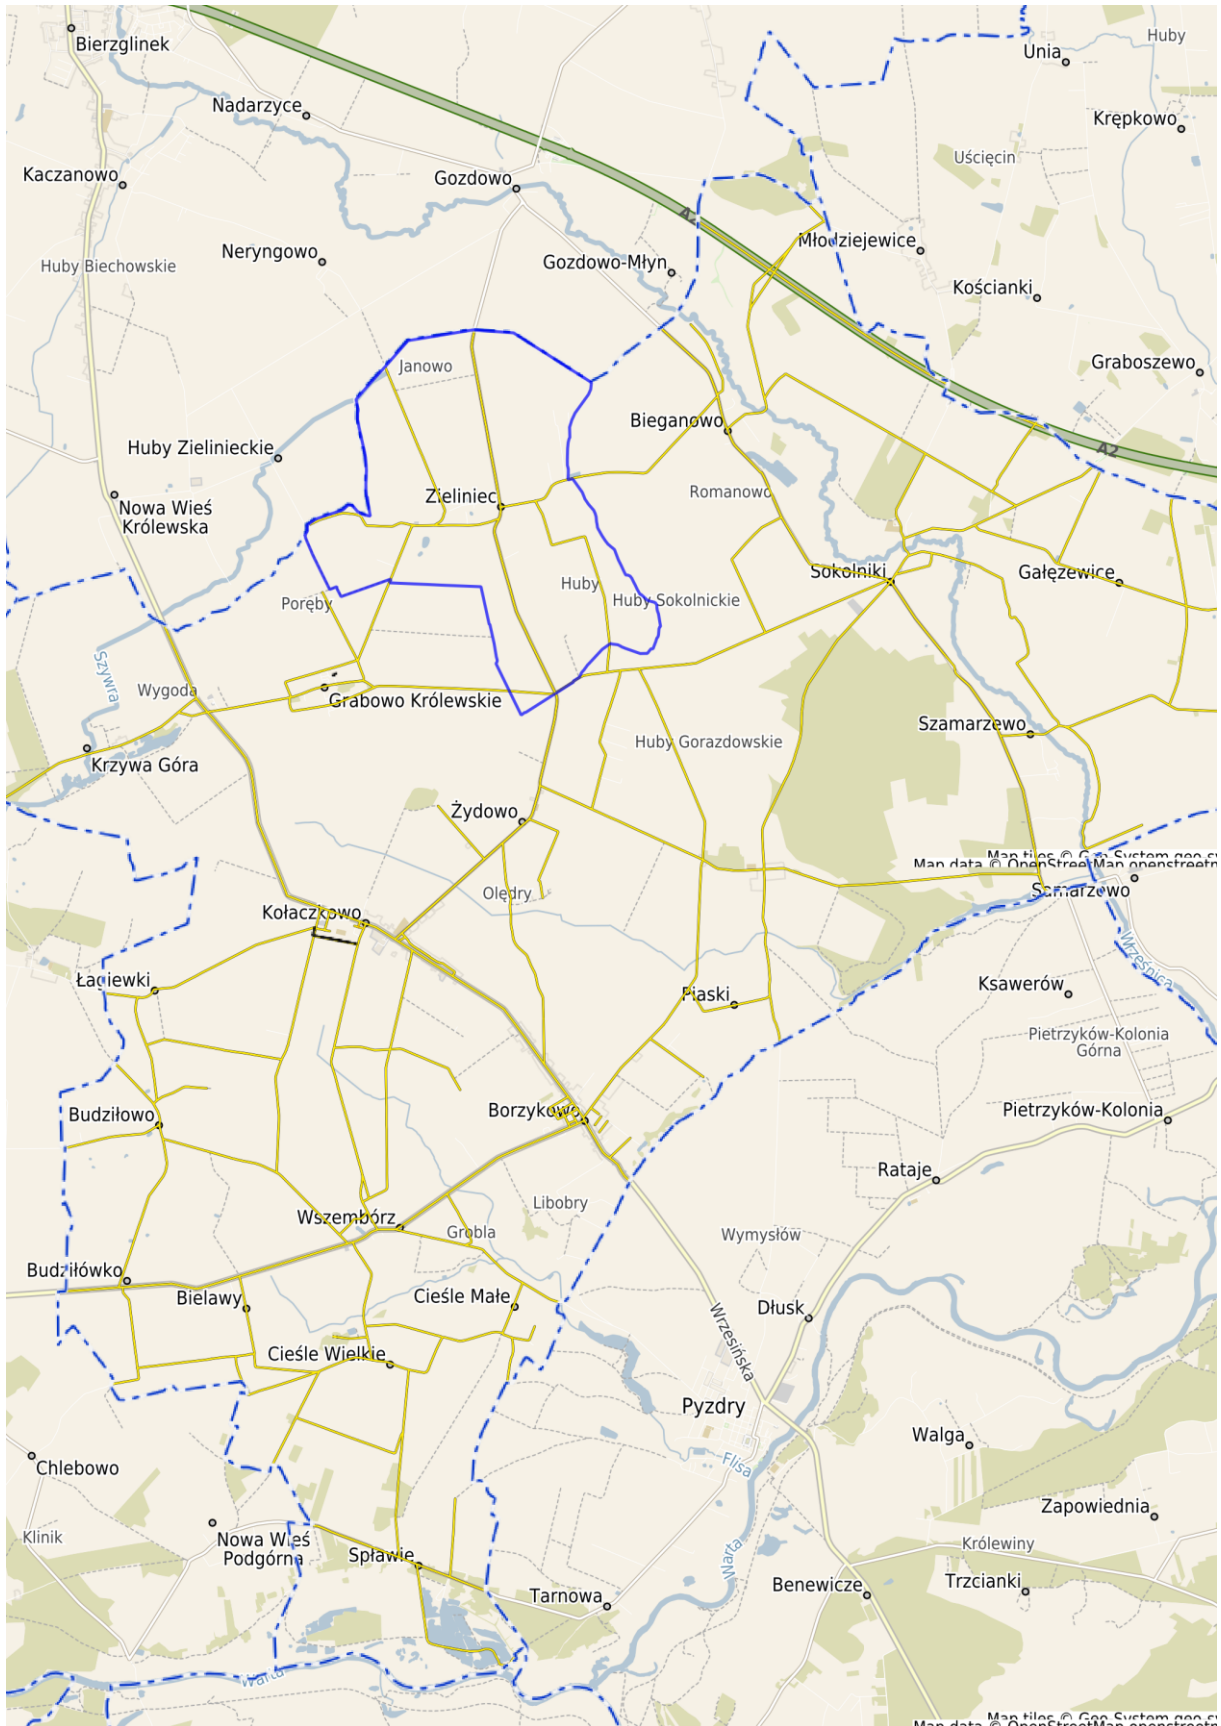 Bierzglinek
Unia
Huby
Nadarzyce
Krępkowo
Uścięcin
Kaczanowo
Gozdowo
A2
Młodziejewice
Neryngowo
Huby Biechowskie
Gozdowo-Młyn
Kościanki
Janowo
Graboszewo
Bieganowo
Huby Zielinieckie
A2
Zieliniec
Romanowo
Nowa Wieś
Królewska
Sokolniki
Gałęzewice
Huby
Huby Sokolnickie
Poręby
Szywra
Wygoda
Grabowo Królewskie
Szamarzewo
Huby Gorazdowskie
Krzywa Góra
Żydowo
Map tiles © Geo-System geo-sy
Map data © OpenStreetMap openstreetm
Samarzewo
Olędry
Kołaczkowo
Wrześnica
Łagiewki
Piaski
Ksawerów
Pietrzyków-Kolonia
Górna
Budziłowo
Borzykowo
Pietrzyków-Kolonia
Rataje
Libobry
Wszembórz
Grobla
Wymysłów
Budziłówko
Bielawy
Cieśle Małe
Dłusk
Wrzesińska
Cieśle Wielkie
Pyzdry
Walga
Flisa
Chlebowo
Zapowiednia
Klinik
Nowa Wieś
Podgórna
Królewiny
Spławie
Warta
Benewicze
Trzcianki
Tarnowa
Warta
Map tiles © Geo-System geo-sy
Map data © OpenStreetMap openstreetm